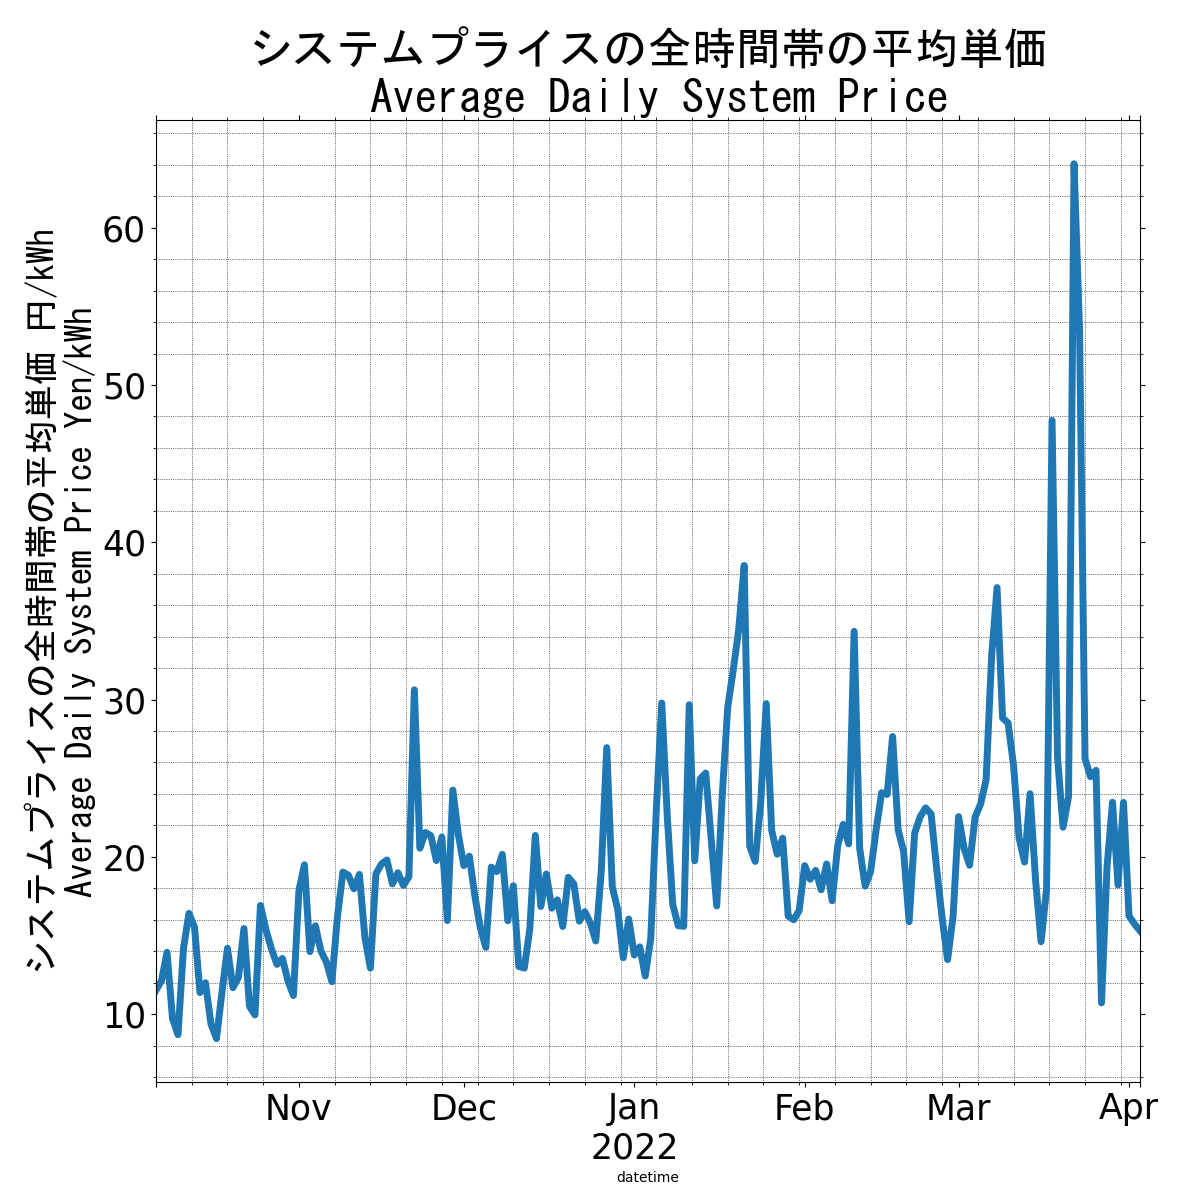 システムプライスの全時間帯の平均単価
Average Daily System Price
システムプライスの全時間帯の平均単価 円/kWh
Average Daily System Price Yen/kWh
60
50
40
30
20
10
Nov
Dec
Jan
2022
Feb
Mar
Apr
datetime